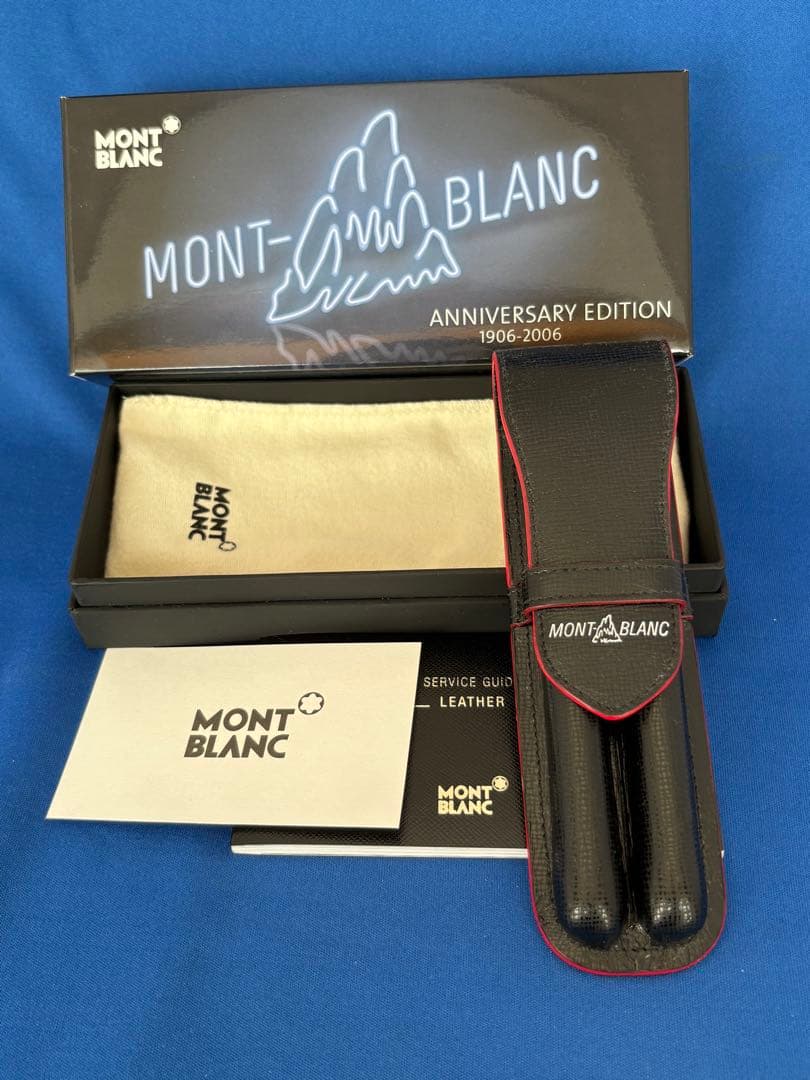 MONT
BLANC
MONT-BLANC
ANNIVERSARY EDITION
1906-2006
MONT
BLANC
MONT BLANC
SERVICE GUID
LEATHER
MONT
BLANC
MONT
BLANC